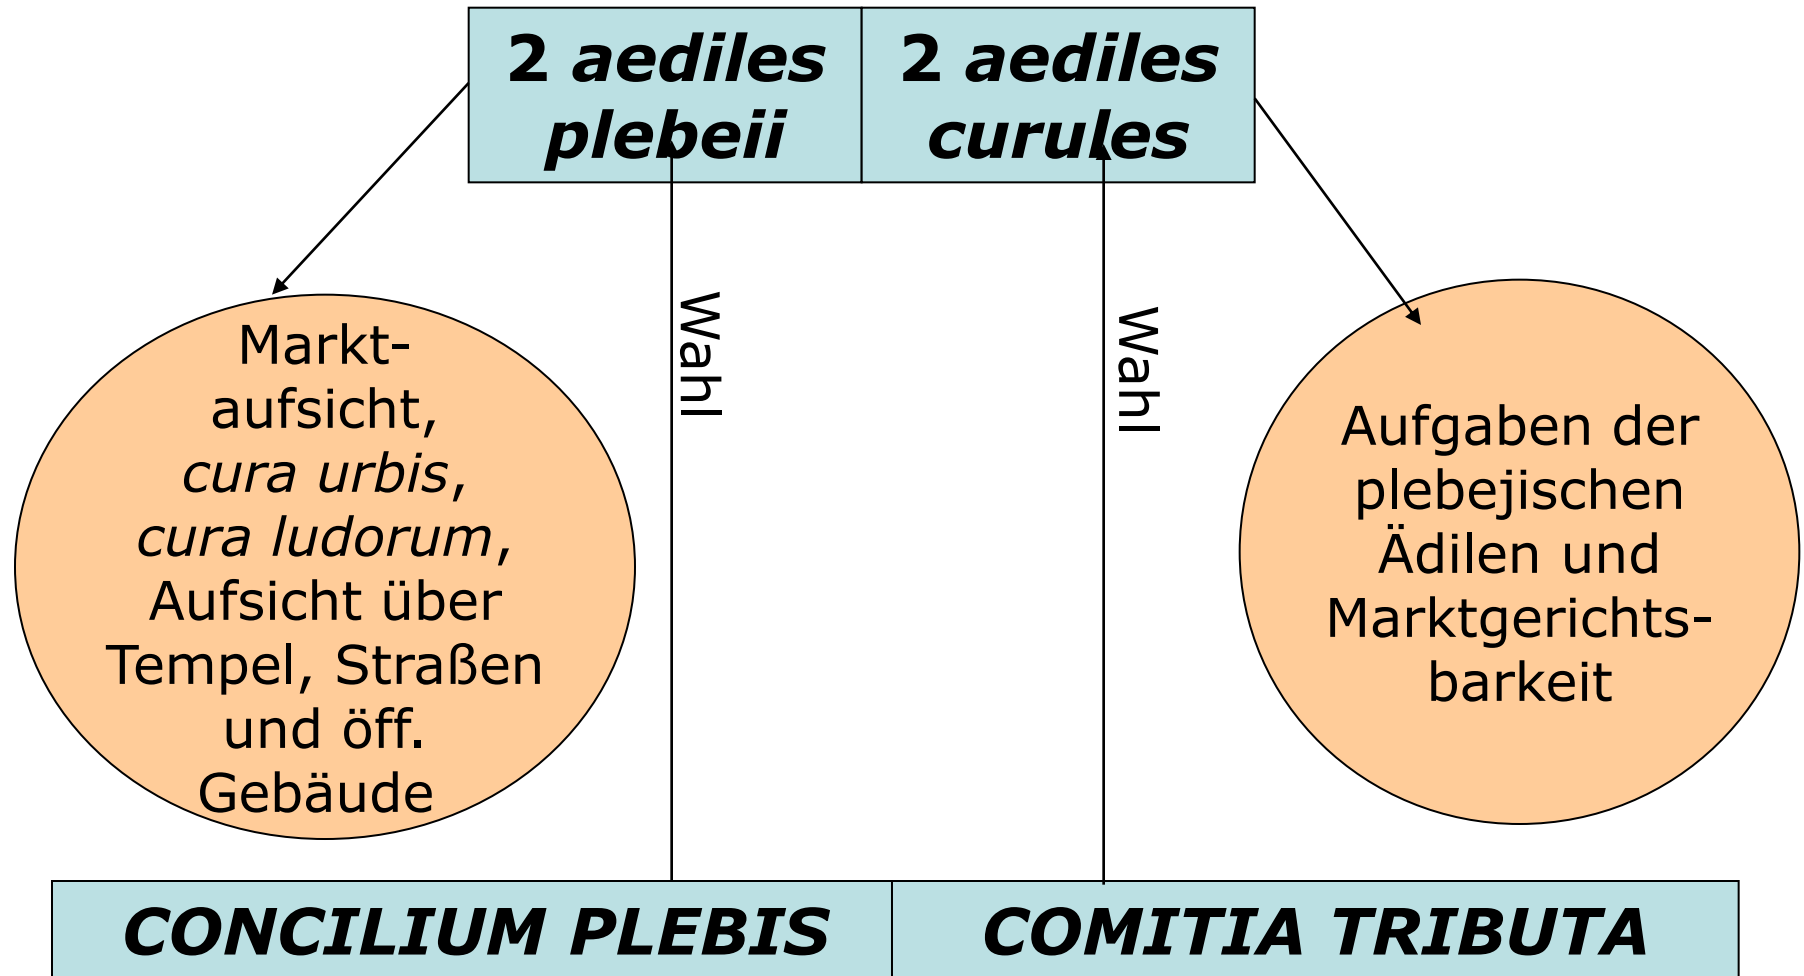 2 aediles
plebeii
2 aediles
curules
Wahl
Wahl
Markt-
aufsicht,
cura urbis,
cura ludorum,
Aufsicht über
Tempel, Straßen
und öff.
Gebäude
Aufgaben der
plebejischen
Ädilen und
Marktgerichts-
barkeit
CONCILIUM PLEBIS
COMITIA TRIBUTA